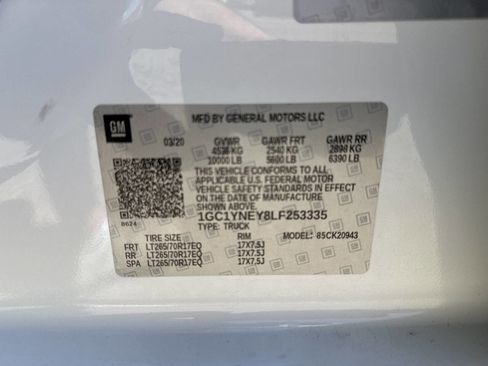 GM
MFD BY GENERAL MOTORS LLC
03/20 GVWR GAWR FRT GAWR RR
4536 KG 2540 KG 2898 KG
10000 LB 5600 LB 6390 LB
THIS VEHICLE CONFORMS TO ALL
APPLICABLE U.S. FEDERAL MOTOR
VEHICLE SAFETY STANDARDS IN EFFECT
ON THE DATE OF MANUFACTURE
SHOWN ABOVE.
1GC1YNEY8LF253335
TYPE: TRUCK
B624
MODEL: 85CK20943
TIRE SIZE RIM
FRT LT265/70R17EQ 17X7.5J
RR LT265/70R17EQ 17X7.5J
SPA LT265/70R17EQ 17X7.5J